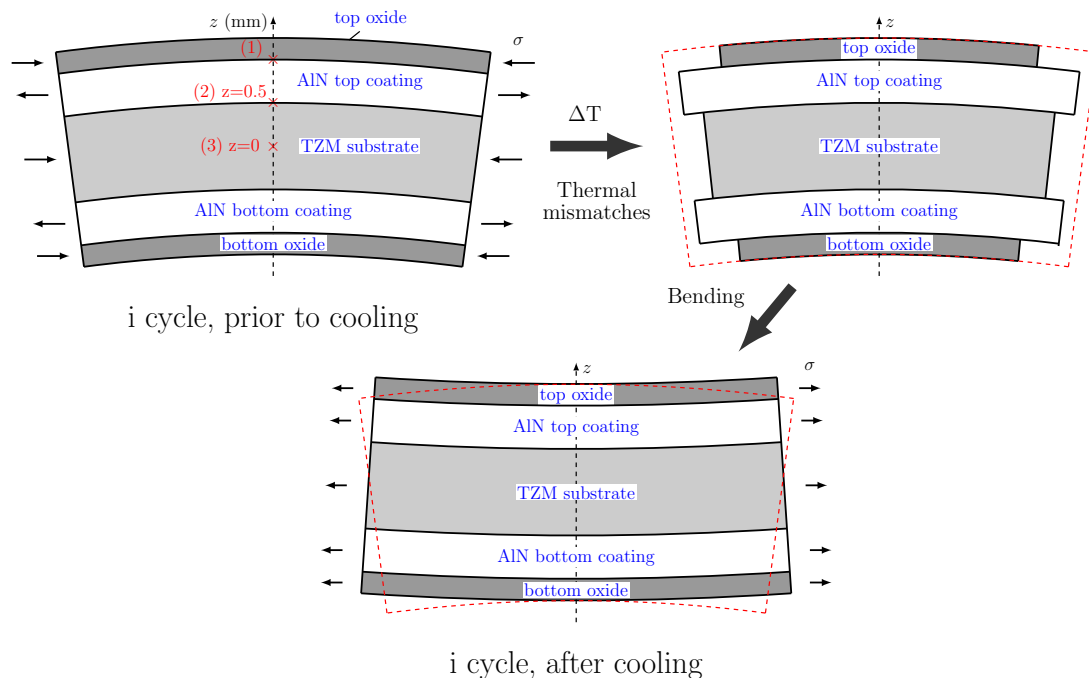 z (mm)
top oxide
(1)
σ
AlN top coating
(2) z=0.5
(3) z=0
TZM substrate
AlN bottom coating
bottom oxide
i cycle, prior to cooling
ΔT
Thermal
mismatches
z
top oxide
AlN top coating
TZM substrate
AlN bottom coating
bottom oxide
Bending
z
σ
top oxide
AlN top coating
TZM substrate
AlN bottom coating
bottom oxide
i cycle, after cooling